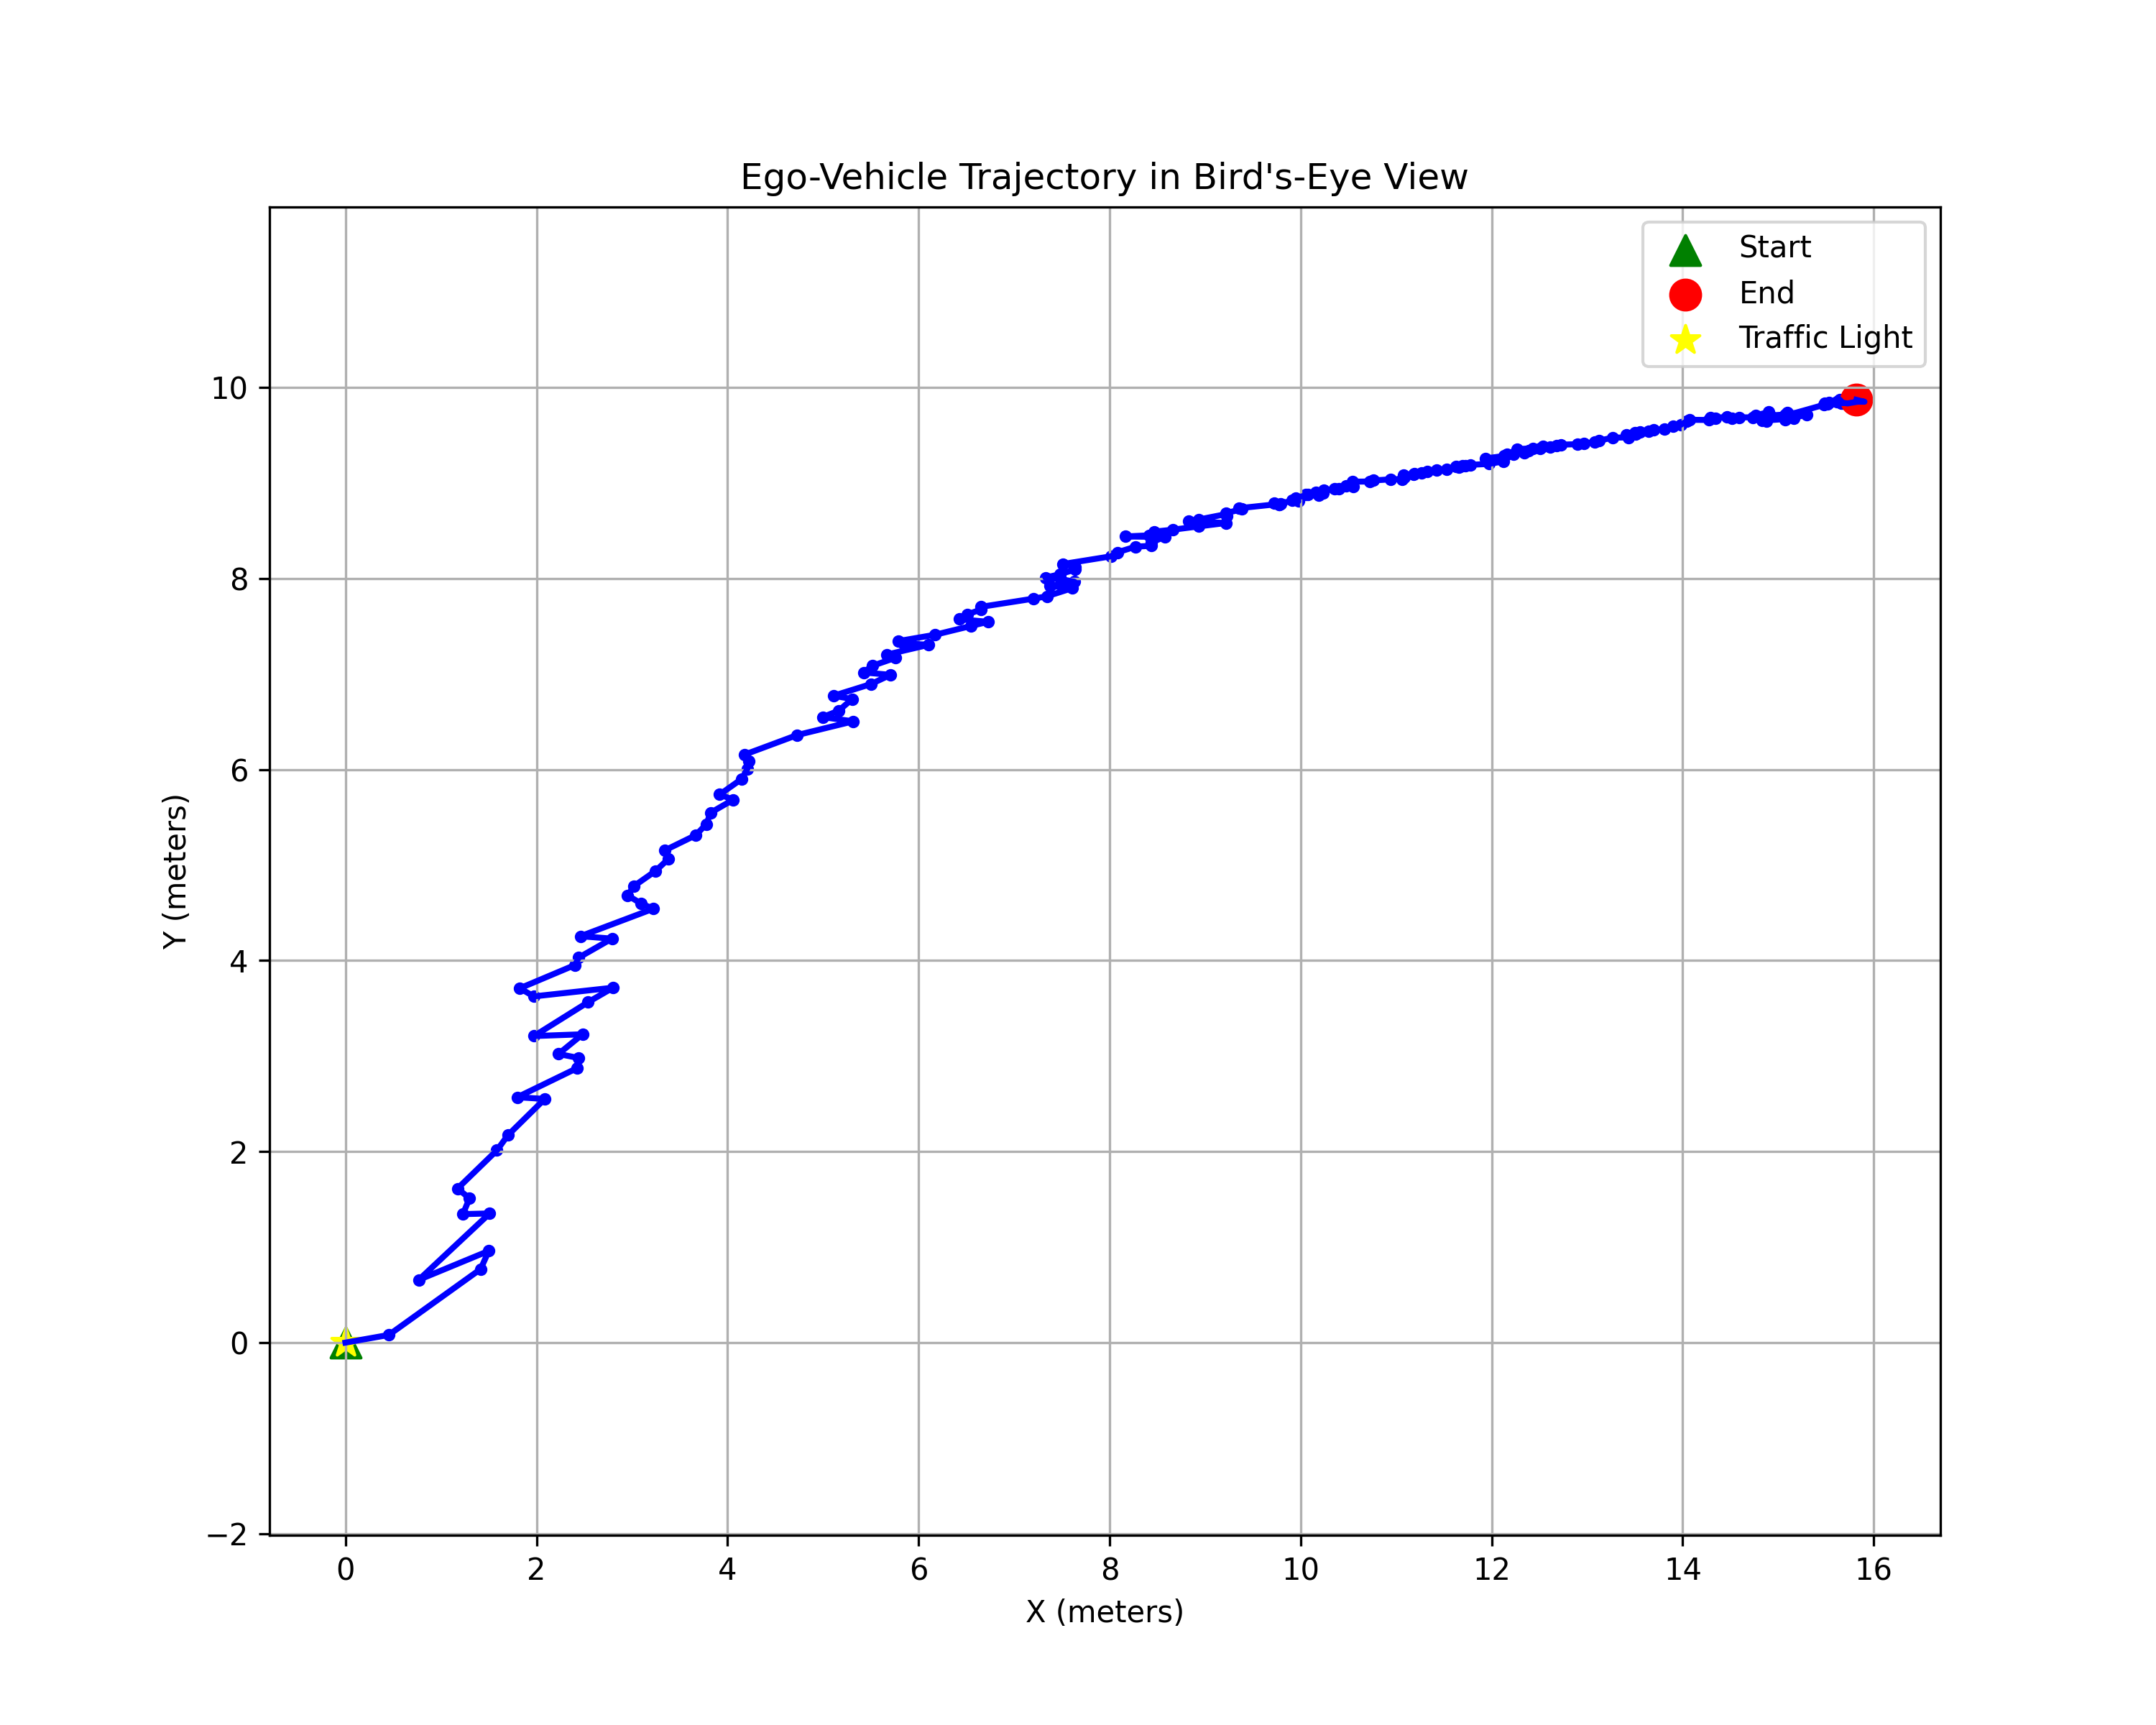 Ego-Vehicle Trajectory in Bird's-Eye View
Start
End
Traffic Light
10
8
6
4
2
0
−2
Y (meters)
0 2 4 6 8 10 12 14 16
X (meters)